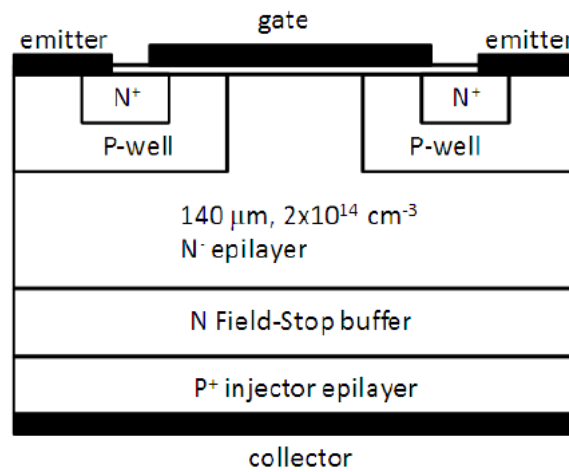 gate
emitter
emitter
N⁺
N⁺
P-well
P-well
140 μm, 2x10¹⁴ cm⁻³
N⁻ epilayer
N Field-Stop buffer
P⁺ injector epilayer
collector